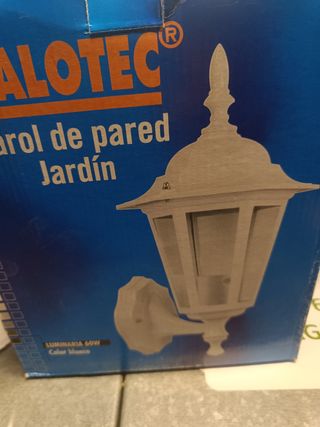 ALOTEC®
arol de pared
Jardín
LUMINARIA 60W
Color blanco